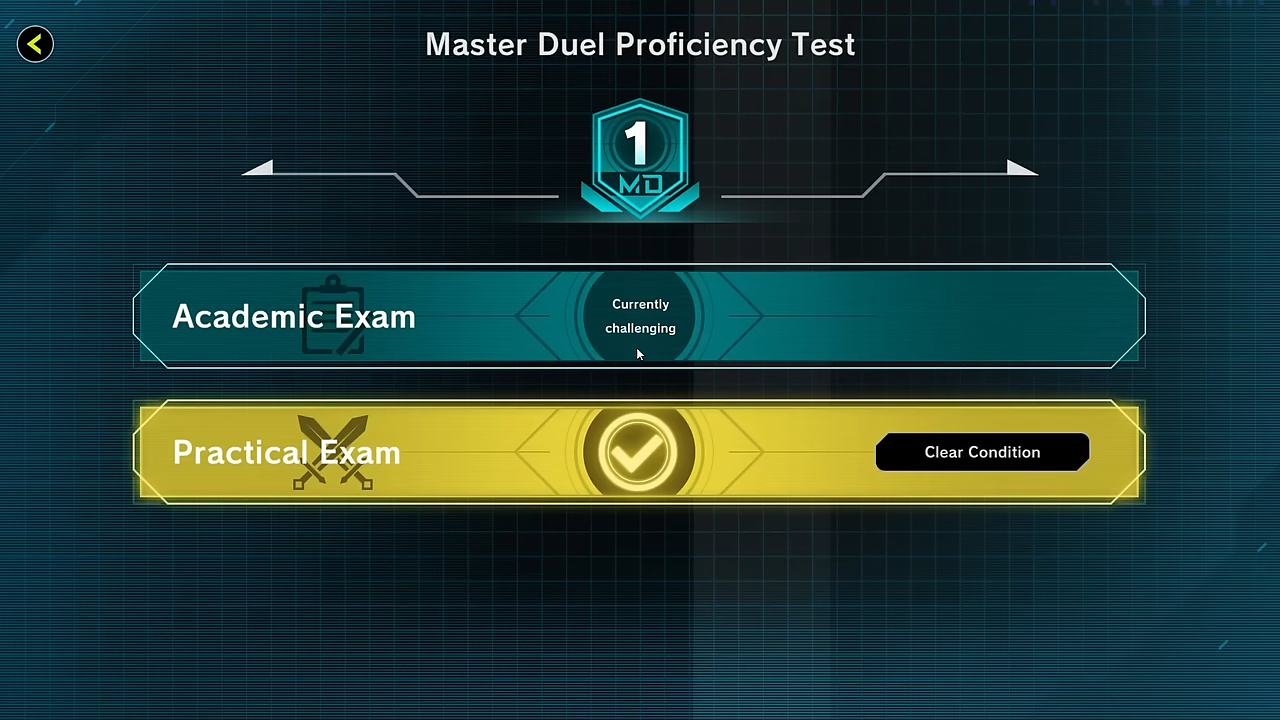 Master Duel Proficiency Test
1
MD
Academic Exam
Currently
challenging
Practical Exam
Clear Condition